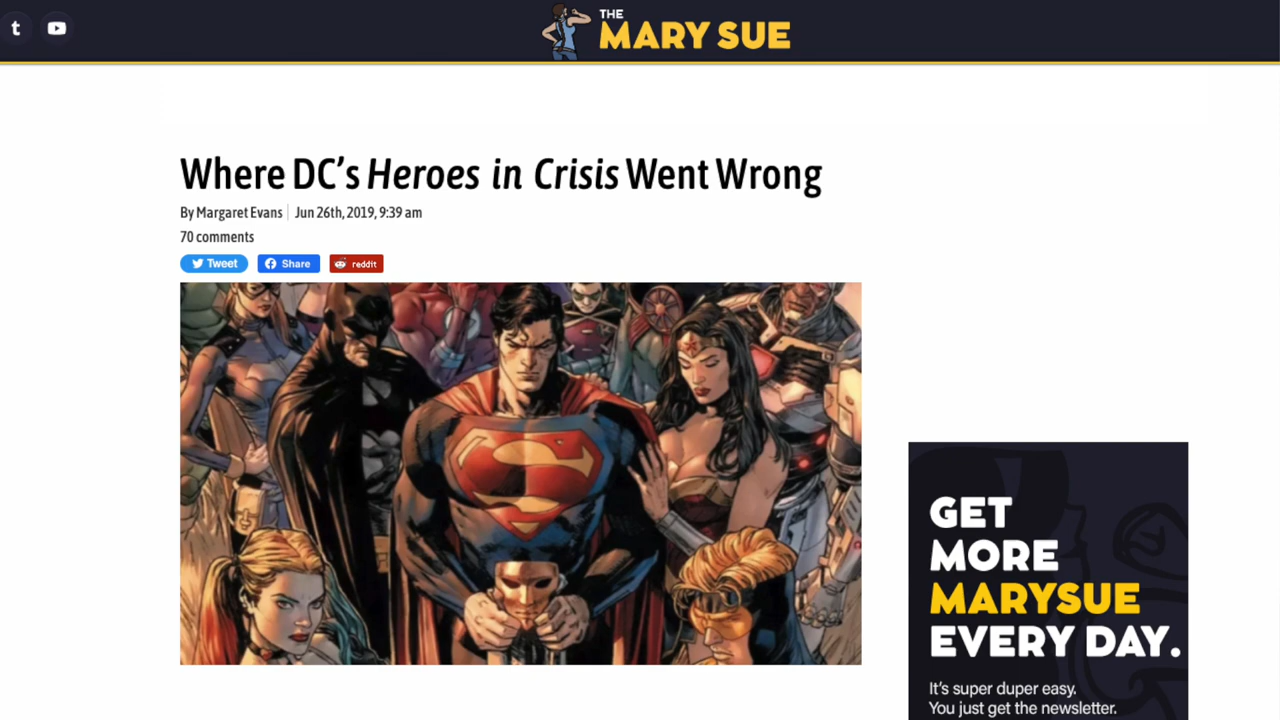 t
THE
MARY SUE
Where DC's Heroes in Crisis Went Wrong
By Margaret Evans | Jun 26th, 2019, 9:39 am
70 comments
Tweet Share reddit
GET
MORE
MARYSUE
EVERY DAY.
It's super duper easy.
You just get the newsletter.